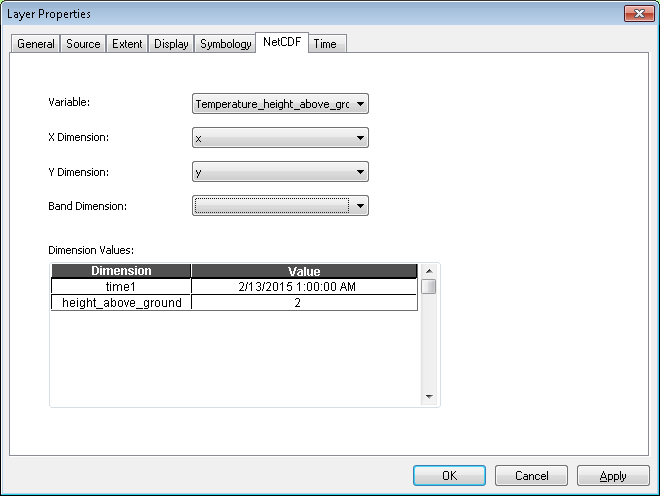 Layer Properties
General Source Extent Display Symbology NetCDF Time
Variable: Temperature_height_above_grc
X Dimension: x
Y Dimension: y
Band Dimension:
Dimension Values:
Dimension Value
time1 2/13/2015 1:00:00 AM
height_above_ground 2
OK Cancel Apply